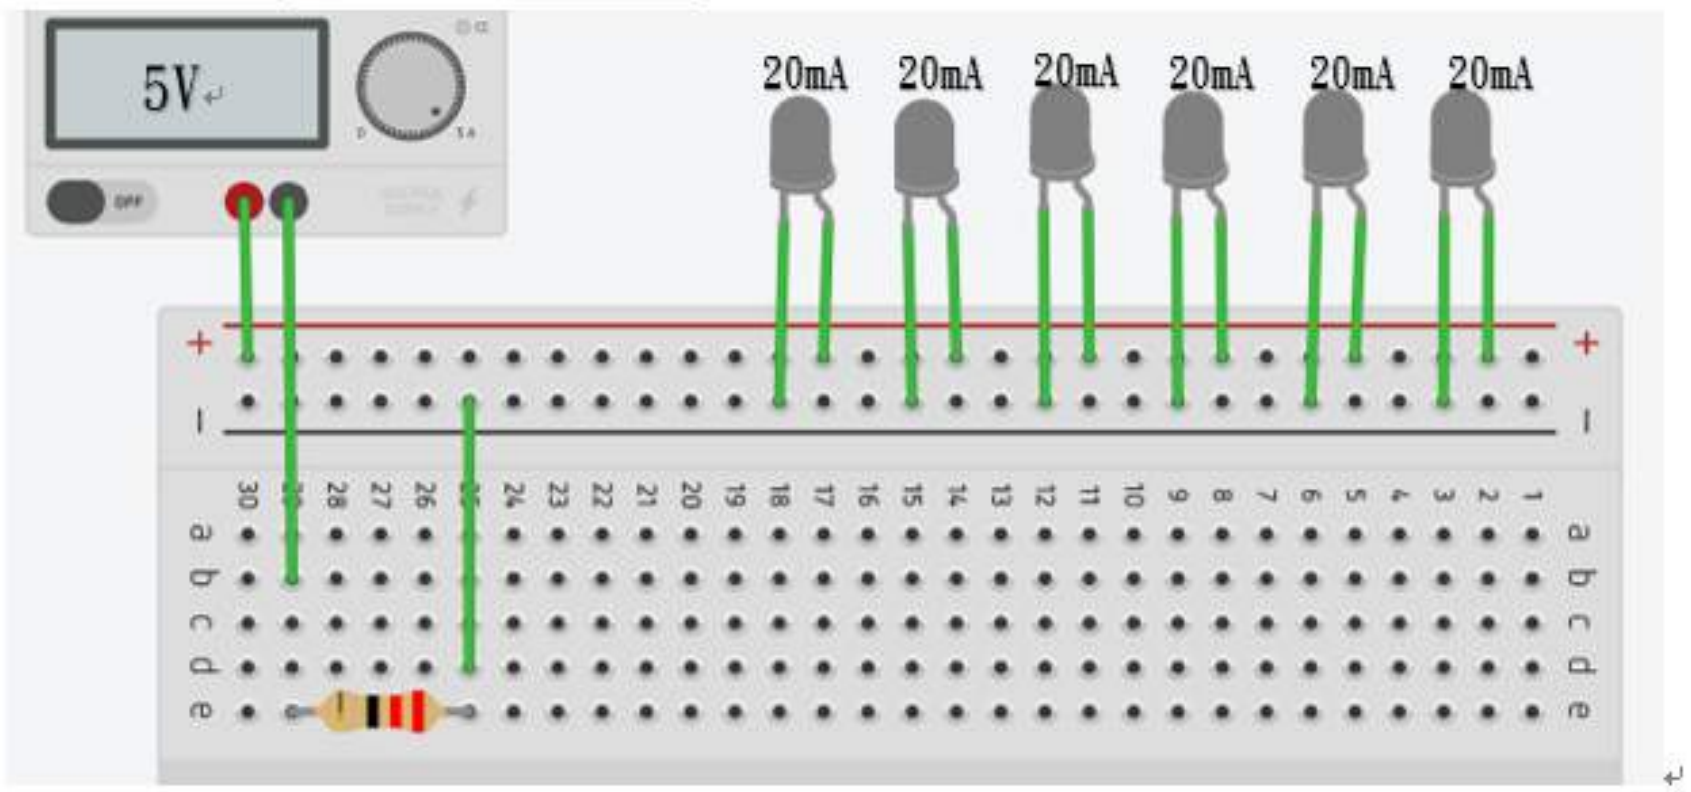 20mA 20mA 20mA 20mA 20mA 20mA
5V
OFF
+ +
− −
30 28 27 26 24 23 22 21 20 19 18 17 16 15 14 13 12 11 10 9 8 7 6 5 4 3 2 1
a a
b b
c c
d d
e e